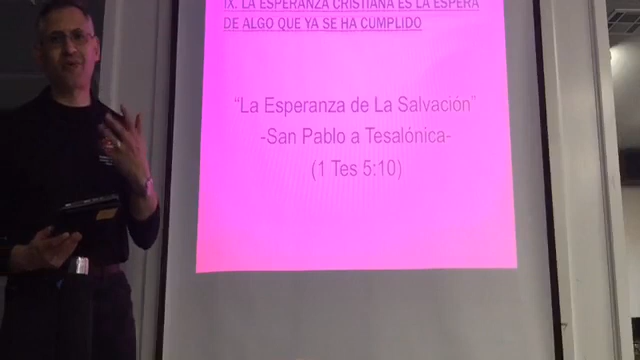 IX. LA ESPERANZA CRISTIANA ES LA ESPERA
DE ALGO QUE YA SE HA CUMPLIDO
“La Esperanza de La Salvación”
-San Pablo a Tesalónica-
(1 Tes 5:10)